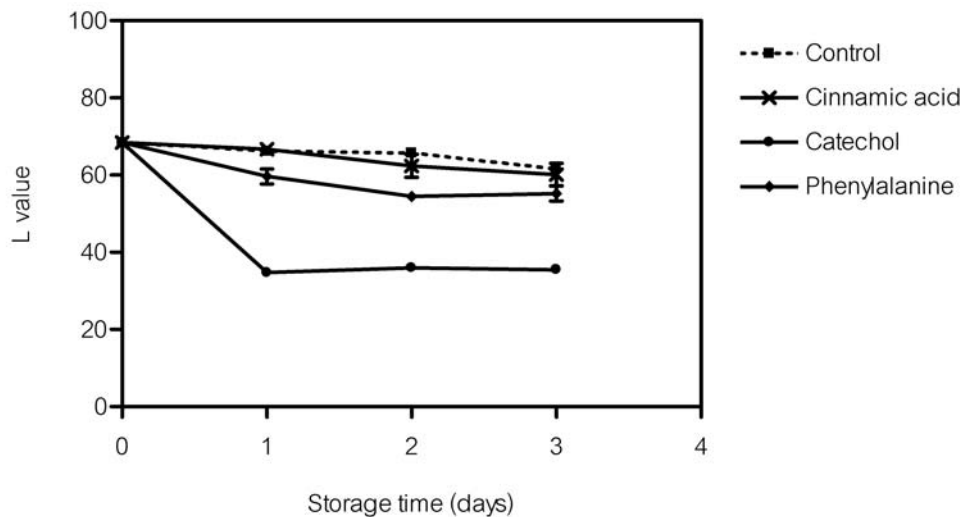 100
80
60
40
20
0
L value
0 1 2 3 4
Storage time (days)
Control
Cinnamic acid
Catechol
Phenylalanine